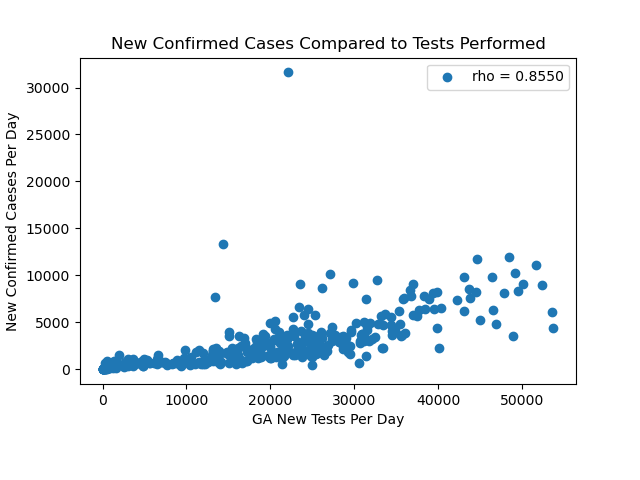 New Confirmed Cases Compared to Tests Performed
rho = 0.8550
30000
25000
20000
15000
10000
5000
0
New Confirmed Caeses Per Day
0 10000 20000 30000 40000 50000
GA New Tests Per Day